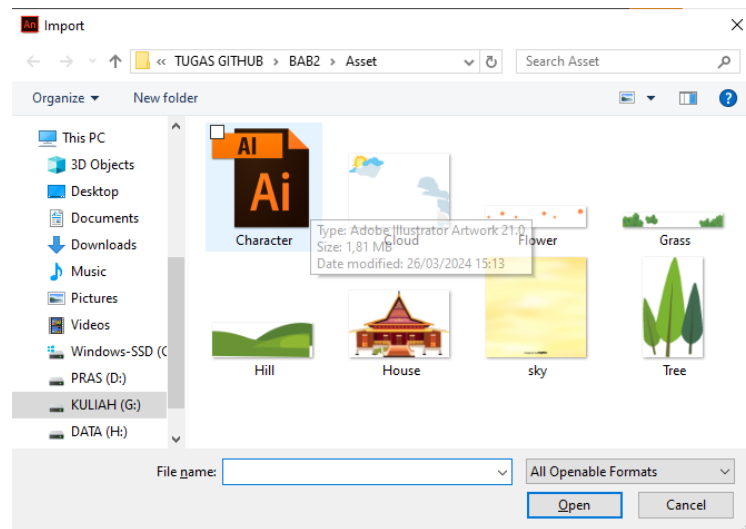 An Import
« TUGAS GITHUB > BAB2 > Asset
Search Asset
Organize
New folder
This PC
3D Objects
Desktop
Documents
Downloads
Music
Pictures
Videos
Windows-SSD (C
PRAS (D:)
KULIAH (G:)
DATA (H:)
AI
Ai
Character
Cloud
Flower
Grass
Type: Adobe Illustrator Artwork 21.0
Size: 1,81 MB
Date modified: 26/03/2024 15:13
Hill
House
sky
Tree
File name:
All Openable Formats
Open
Cancel